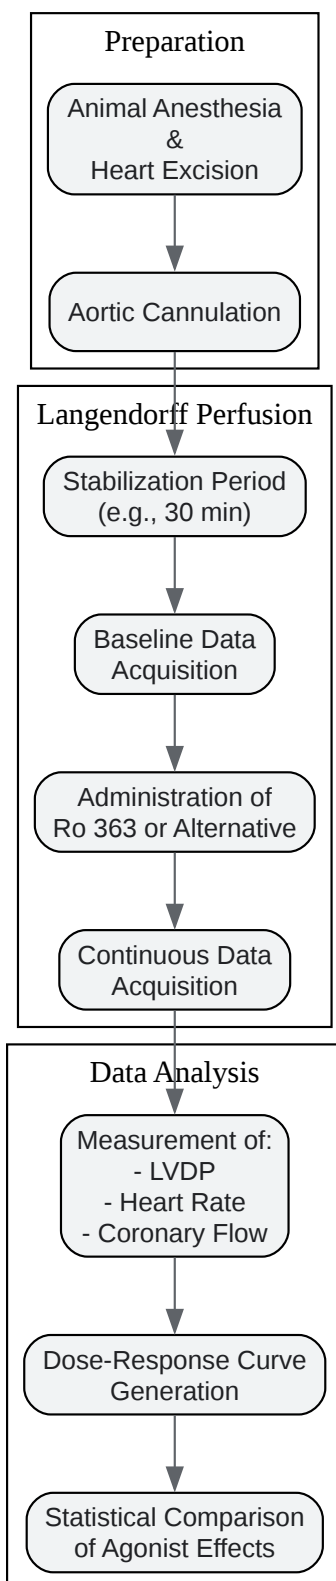 Preparation
Animal Anesthesia
&
Heart Excision
Aortic Cannulation
Langendorff Perfusion
Stabilization Period
(e.g., 30 min)
Baseline Data
Acquisition
Administration of
Ro 363 or Alternative
Continuous Data
Acquisition
Data Analysis
Measurement of:
- LVDP
- Heart Rate
- Coronary Flow
Dose-Response Curve
Generation
Statistical Comparison
of Agonist Effects